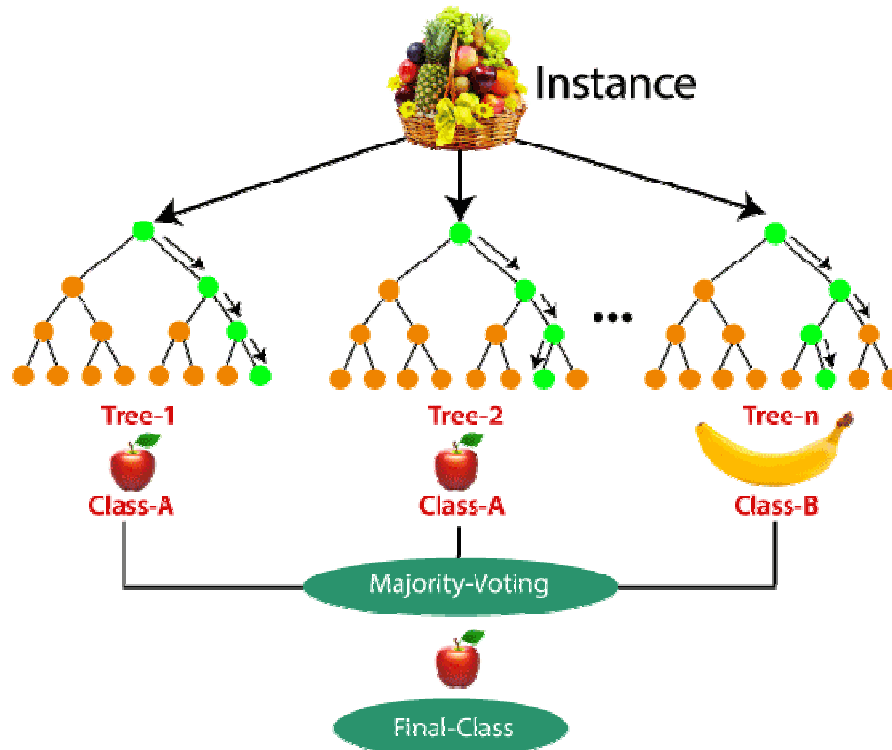 Instance
Tree-1
Tree-2
Tree-n
Class-A
Class-A
Class-B
Majority-Voting
Final-Class